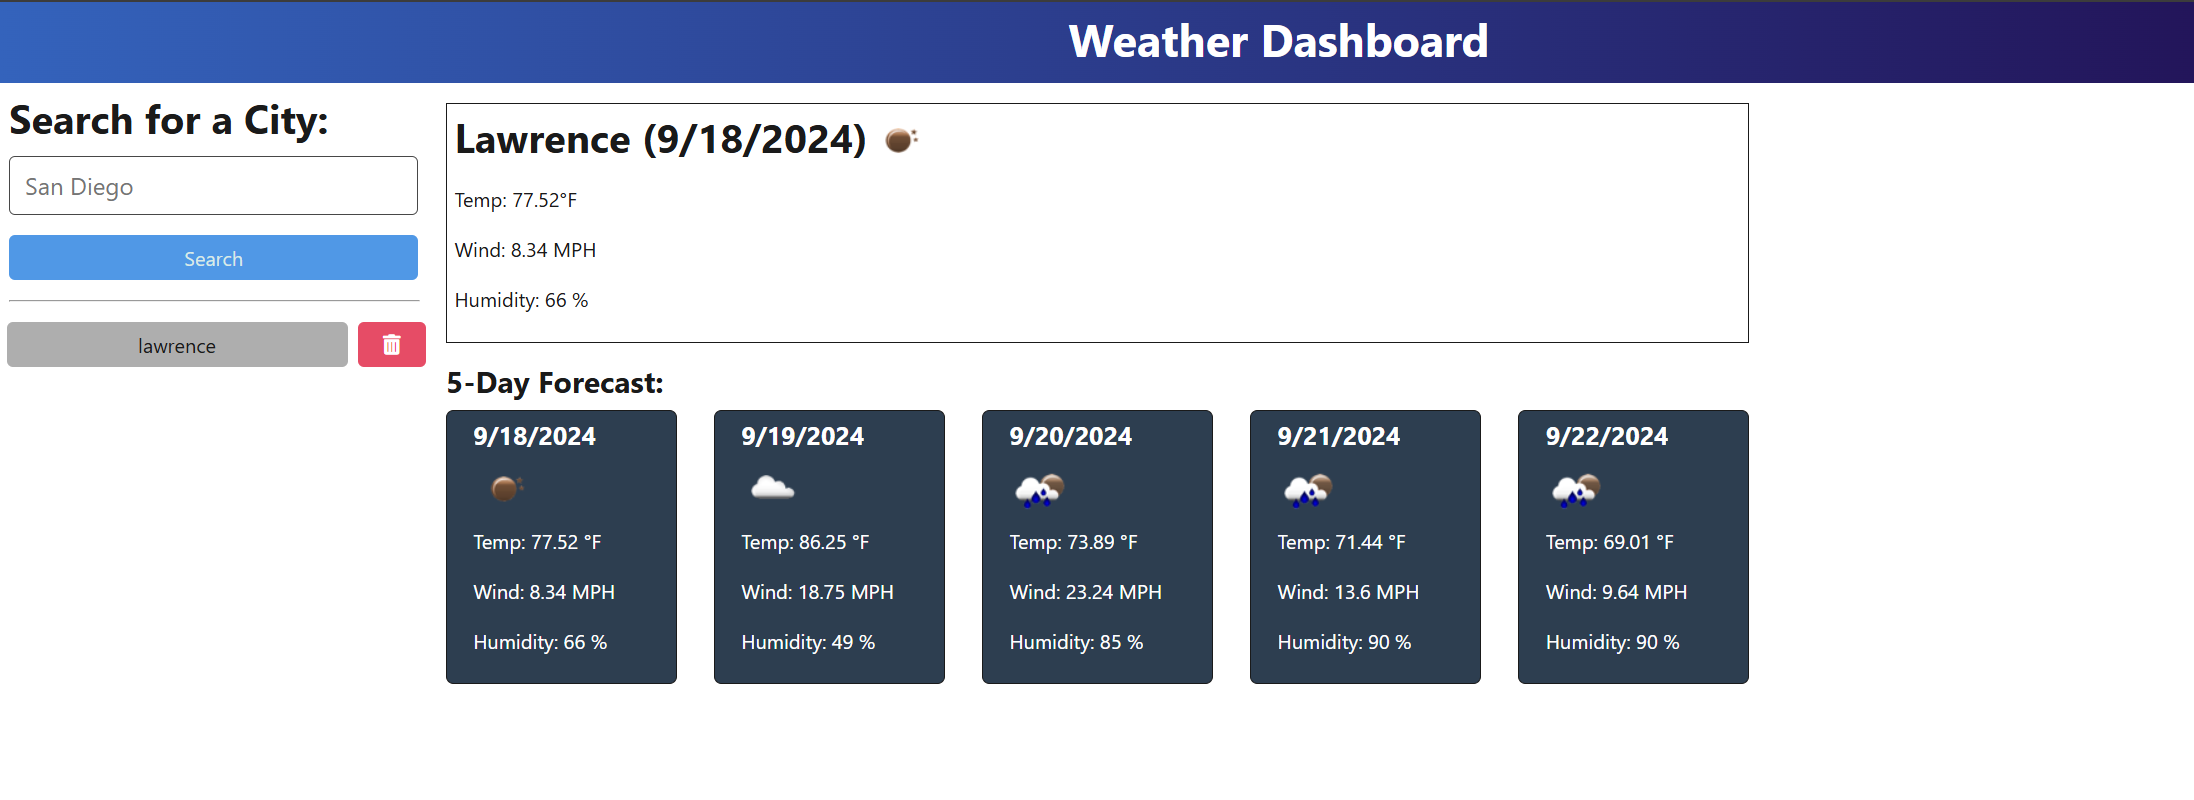 Weather Dashboard
Search for a City:
San Diego
Search
lawrence
Lawrence (9/18/2024)
Temp: 77.52°F
Wind: 8.34 MPH
Humidity: 66 %
5-Day Forecast:
9/18/2024
Temp: 77.52 °F
Wind: 8.34 MPH
Humidity: 66 %
9/19/2024
Temp: 86.25 °F
Wind: 18.75 MPH
Humidity: 49 %
9/20/2024
Temp: 73.89 °F
Wind: 23.24 MPH
Humidity: 85 %
9/21/2024
Temp: 71.44 °F
Wind: 13.6 MPH
Humidity: 90 %
9/22/2024
Temp: 69.01 °F
Wind: 9.64 MPH
Humidity: 90 %